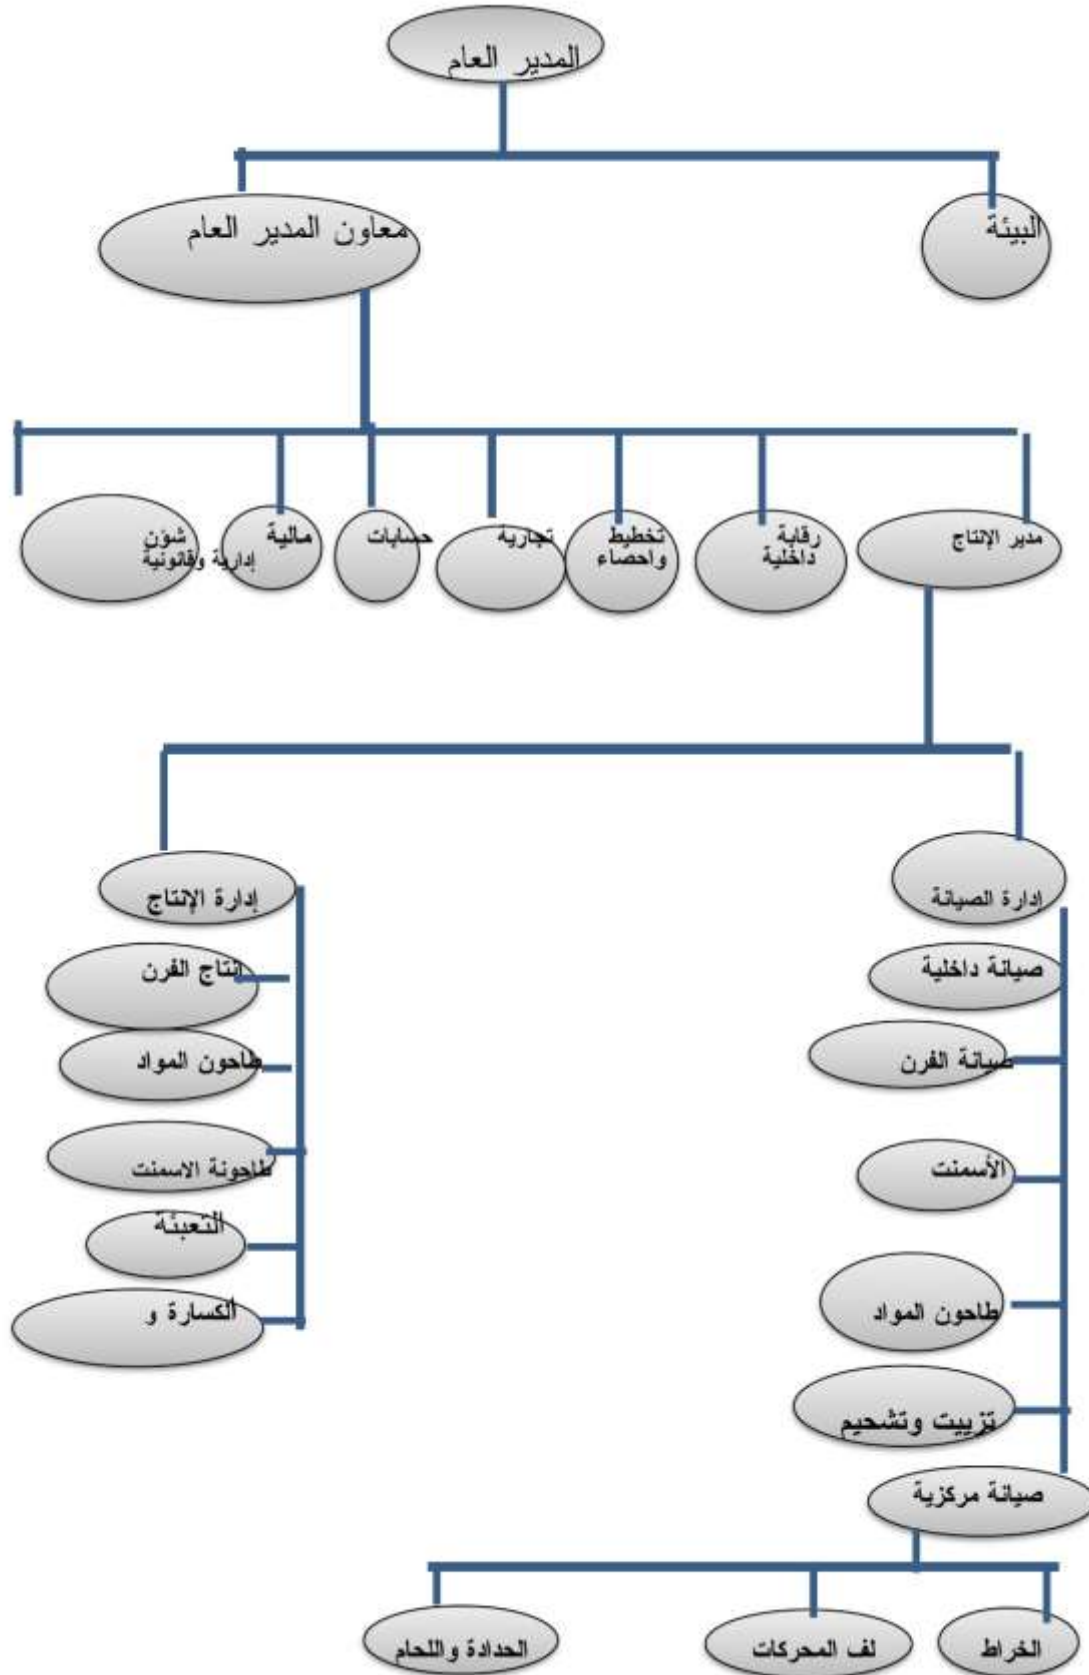 المدير العام
البيئة
معاون المدير العام
مدير الإنتاج
رقابة
داخلية
تخطيط
واحصاء
تجارية
حسابات
مالية
شؤن
إدارية وقانونية
إدارة الصيانة
صيانة داخلية
صيانة الفرن
الأسمنت
طاحون المواد
تزييت وتشحيم
صيانة مركزية
الخراط
لف المحركات
الحدادة واللحام
إدارة الإنتاج
إنتاج الفرن
طاحون المواد
طاحونة الاسمنت
التعبئة
الكسارة و